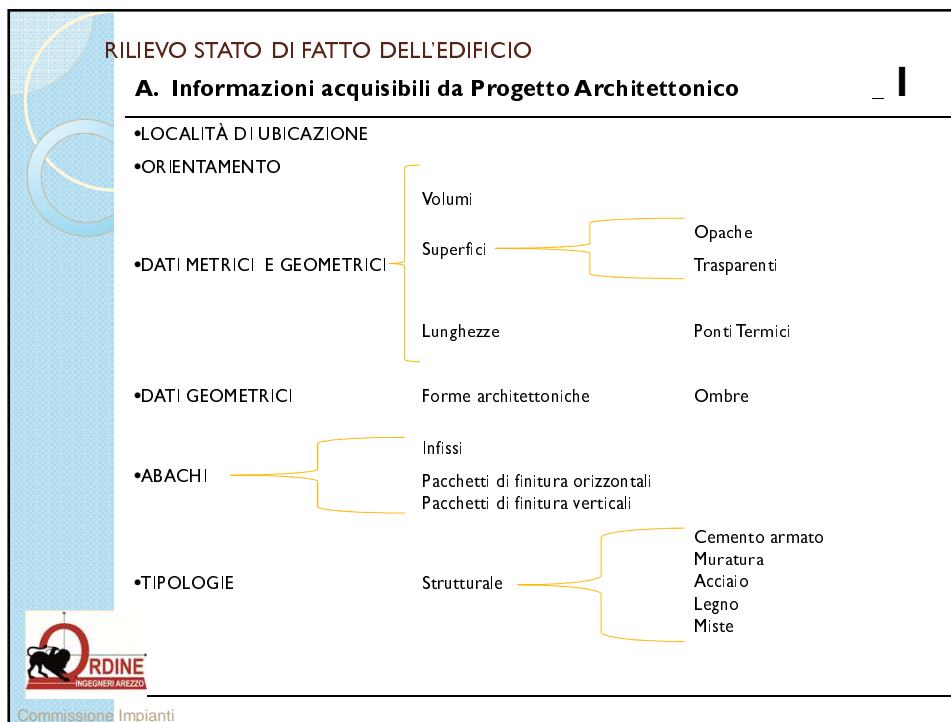 RILIEVO STATO DI FATTO DELL'EDIFICIO
A. Informazioni acquisibili da Progetto Architettonico _ I
•LOCALITÀ DI UBICAZIONE
•ORIENTAMENTO
•DATI METRICI E GEOMETRICI
Volumi
Superfici
Opache
Trasparenti
Lunghezze
Ponti Termici
•DATI GEOMETRICI
Forme architettoniche
Ombre
•ABACHI
Infissi
Pacchetti di finitura orizzontali
Pacchetti di finitura verticali
•TIPOLOGIE
Strutturale
Cemento armato
Muratura
Acciaio
Legno
Miste
ORDINE
INGEGNERI AREZZO
Commissione Impianti